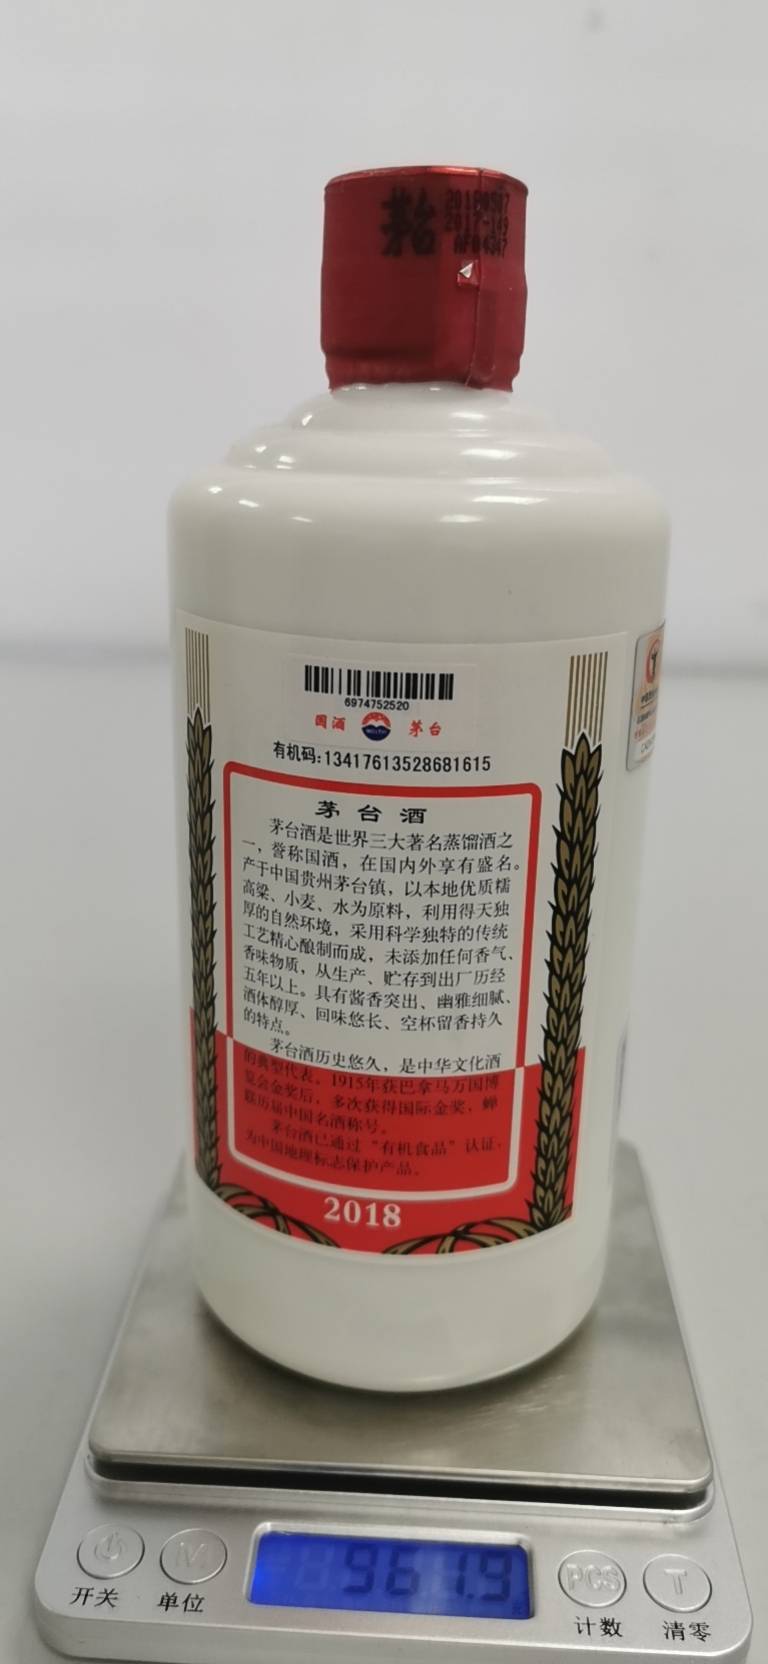 茅台
20180507
2017-149
6974752520
国酒 茅台
有机码:13417613528681615
茅台酒
茅台酒是世界三大著名蒸馏酒之
一，誉称国酒，在国内外享有盛名。
产于中国贵州茅台镇，以本地优质糯
高粱、小麦、水为原料，利用得天独
厚的自然环境，采用科学独特的传统
工艺精心酿制而成，未添加任何香气、
香味物质，从生产、贮存到出厂历经
五年以上。具有酱香突出、幽雅细腻、
酒体醇厚、回味悠长、空杯留香持久
的特点。
茅台酒历史悠久，是中华文化酒
的典型代表。1915年获巴拿马万国博
览会金奖后，多次获得国际金奖，蝉
联历届中国名酒称号。
茅台酒已通过“有机食品”认证，
为中国地理标志保护产品。
2018
961.9
M PCS T
开关 单位 计数 清零